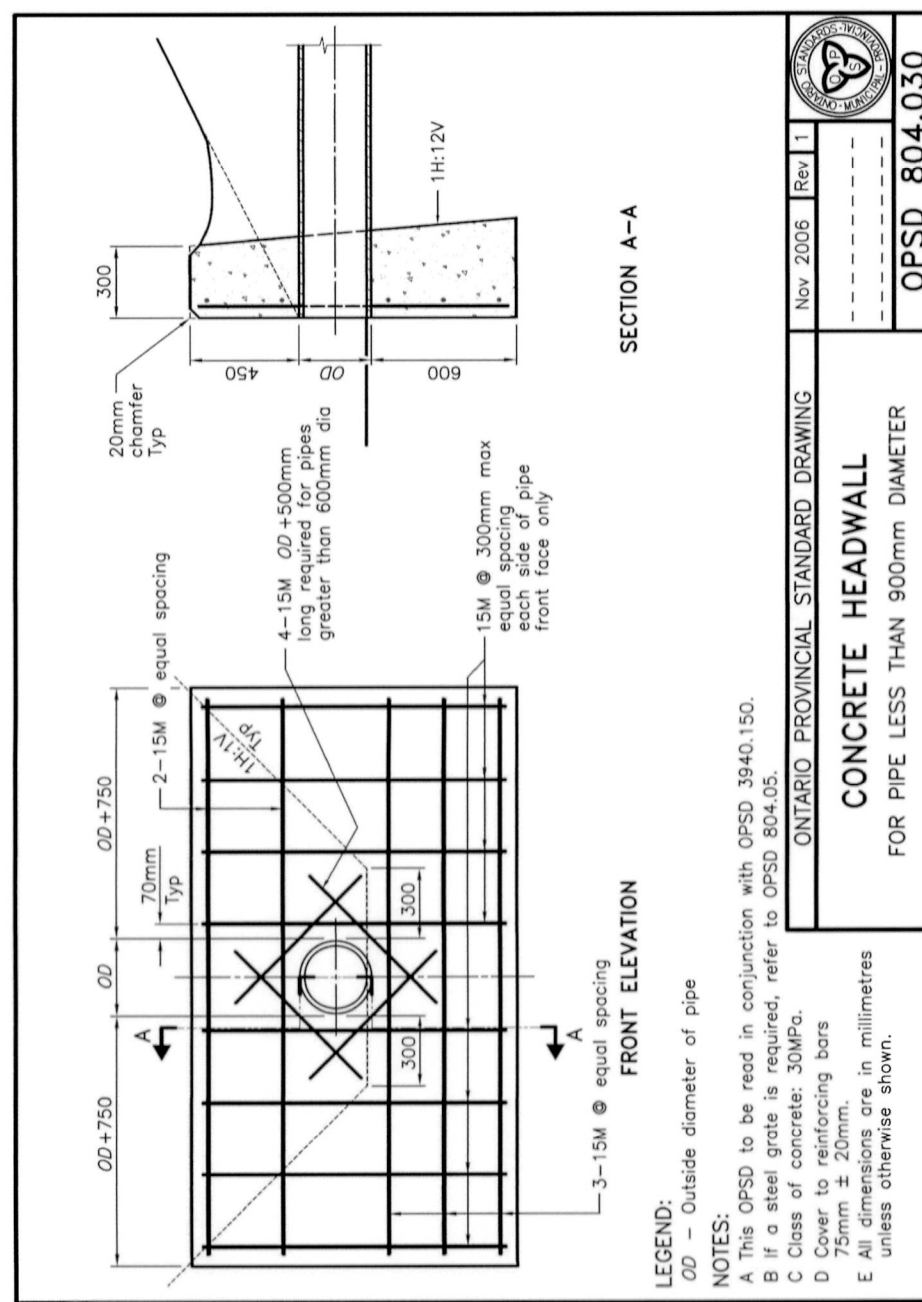 OD+750
OD
OD+750
70mm
Typ
2-15M @ equal spacing
1H:1V
Typ
4-15M OD+500mm
long required for pipes
greater than 600mm dia
A
A
300
300
15M @ 300mm max
equal spacing
each side of pipe
front face only
3-15M @ equal spacing
FRONT ELEVATION
20mm
chamfer
Typ
300
450
OD
600
1H:12V
SECTION A-A
LEGEND:
OD - Outside diameter of pipe
NOTES:
A This OPSD to be read in conjunction with OPSD 3940.150.
B If a steel grate is required, refer to OPSD 804.05.
C Class of concrete: 30MPa.
D Cover to reinforcing bars
75mm ± 20mm.
E All dimensions are in millimetres
unless otherwise shown.
ONTARIO PROVINCIAL STANDARD DRAWING
Nov 2006
Rev
1
CONCRETE HEADWALL
FOR PIPE LESS THAN 900mm DIAMETER
OPSD 804.030
ONTARIO STANDARDS - MUNICIPAL - PROVINCIAL
O P S